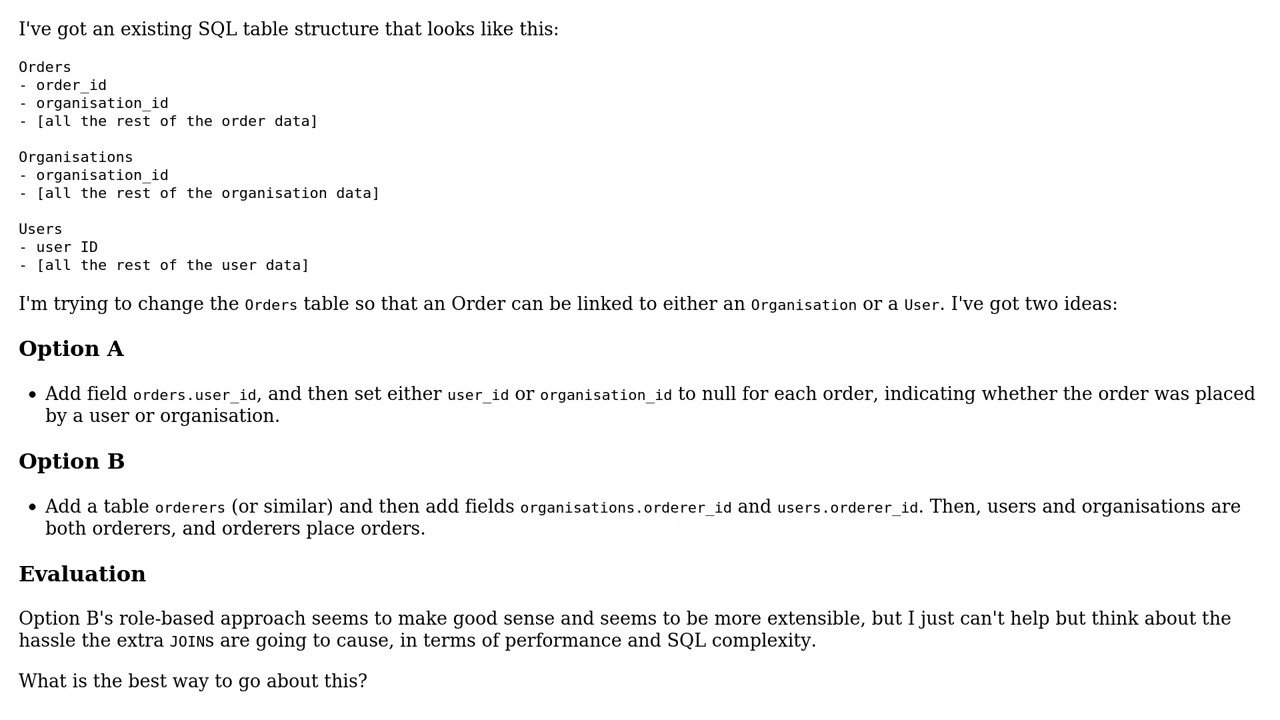 I've got an existing SQL table structure that looks like this:
Orders
- order_id
- organisation_id
- [all the rest of the order data]
Organisations
- organisation_id
- [all the rest of the organisation data]
Users
- user ID
- [all the rest of the user data]
I'm trying to change the Orders table so that an Order can be linked to either an Organisation or a User. I've got two ideas:
Option A
• Add field orders.user_id, and then set either user_id or organisation_id to null for each order, indicating whether the order was placed
by a user or organisation.
Option B
• Add a table orderers (or similar) and then add fields organisations.orderer_id and users.orderer_id. Then, users and organisations are
both orderers, and orderers place orders.
Evaluation
Option B's role-based approach seems to make good sense and seems to be more extensible, but I just can't help but think about the
hassle the extra JOINs are going to cause, in terms of performance and SQL complexity.
What is the best way to go about this?